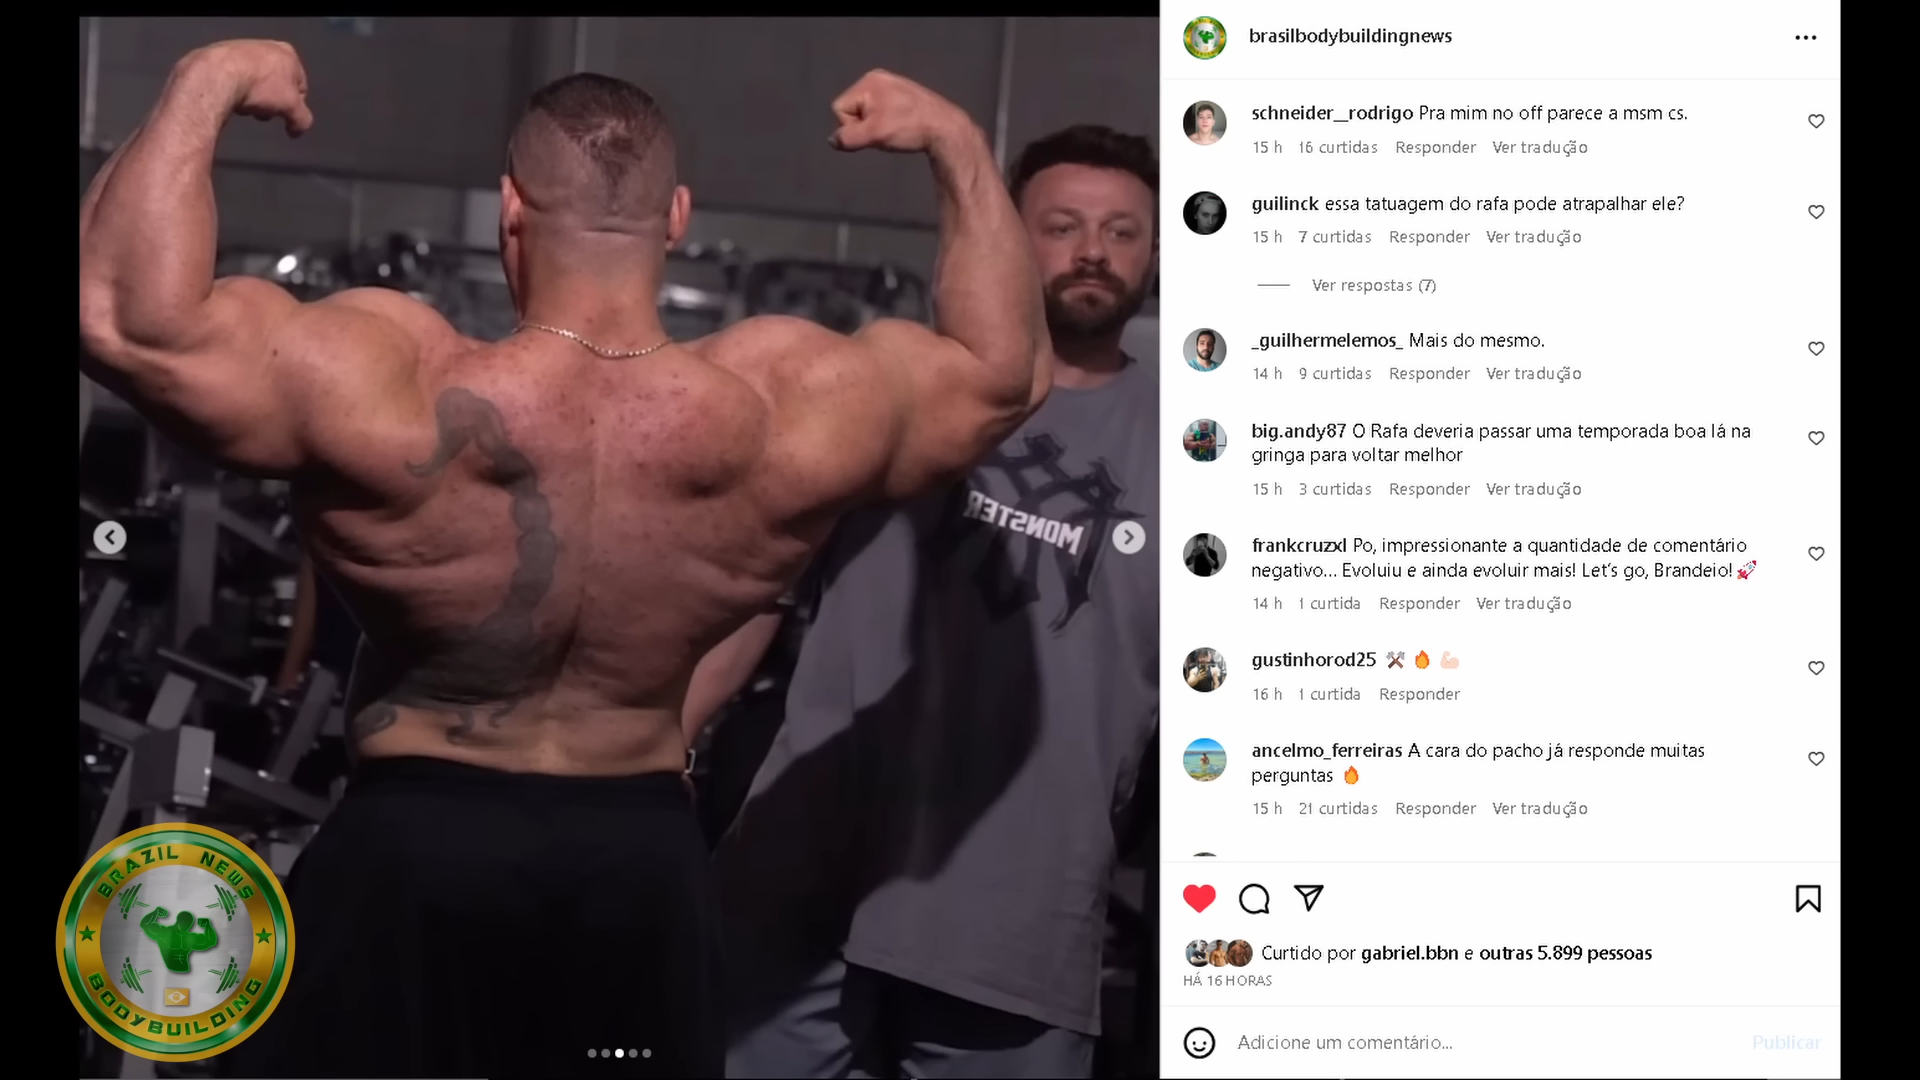 MONSTER
BRAZIL NEWS
BODYBUILDING
brasilbodybuildingnews
schneider__rodrigo Pra mim no off parece a msm cs.
15 h 16 curtidas Responder Ver tradução
guilinck essa tatuagem do rafa pode atrapalhar ele?
15 h 7 curtidas Responder Ver tradução
Ver respostas (7)
_guilhermelemos_ Mais do mesmo.
14 h 9 curtidas Responder Ver tradução
big.andy87 O Rafa deveria passar uma temporada boa lá na
gringa para voltar melhor
15 h 3 curtidas Responder Ver tradução
frankcruzxl Po, impressionante a quantidade de comentário
negativo... Evoluiu e ainda evoluir mais! Let's go, Brandeio! 🚀
14 h 1 curtida Responder Ver tradução
gustinhorod25 ⚒️ 🔥 💪🏻
16 h 1 curtida Responder
ancelmo_ferreiras A cara do pacho já responde muitas
perguntas 🔥
15 h 21 curtidas Responder Ver tradução
Curtido por gabriel.bbn e outras 5.899 pessoas
HÁ 16 HORAS
Adicione um comentário...
Publicar